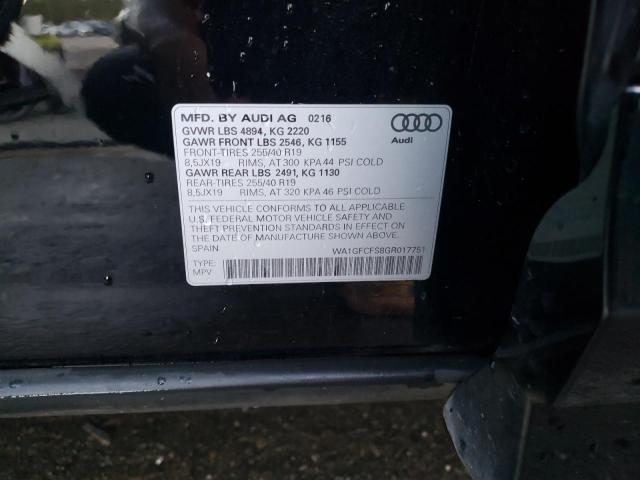 MFD. BY AUDI AG 0216
GVWR LBS 4894, KG 2220
GAWR FRONT LBS 2546, KG 1155
FRONT-TIRES 255/40 R19
8,5JX19 RIMS, AT 300 KPA 44 PSI COLD
GAWR REAR LBS 2491, KG 1130
REAR-TIRES 255/40 R19
8,5JX19 RIMS, AT 320 KPA 46 PSI COLD
Audi
THIS VEHICLE CONFORMS TO ALL APPLICABLE
U.S. FEDERAL MOTOR VEHICLE SAFETY AND
THEFT PREVENTION STANDARDS IN EFFECT ON
THE DATE OF MANUFACTURE SHOWN ABOVE.
SPAIN WA1GFCFS8GR017751
TYPE:
MPV